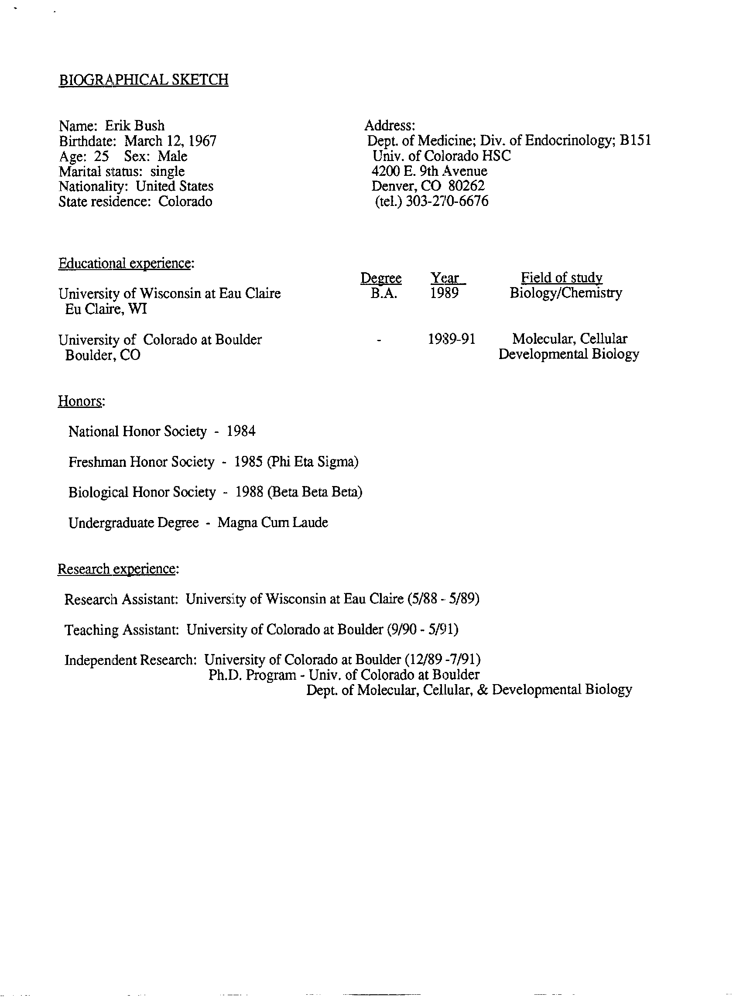 BIOGRAPHICAL SKETCH
Name: Erik Bush
Birthdate: March 12, 1967
Age: 25 Sex: Male
Marital status: single
Nationality: United States
State residence: Colorado
Address:
Dept. of Medicine; Div. of Endocrinology; B151
Univ. of Colorado HSC
4200 E. 9th Avenue
Denver, CO 80262
(tel.) 303-270-6676
Educational experience:
Degree Year Field of study
University of Wisconsin at Eau Claire B.A. 1989 Biology/Chemistry
Eu Claire, WI
University of Colorado at Boulder - 1989-91 Molecular, Cellular
Boulder, CO Developmental Biology
Honors:
National Honor Society - 1984
Freshman Honor Society - 1985 (Phi Eta Sigma)
Biological Honor Society - 1988 (Beta Beta Beta)
Undergraduate Degree - Magna Cum Laude
Research experience:
Research Assistant: University of Wisconsin at Eau Claire (5/88 - 5/89)
Teaching Assistant: University of Colorado at Boulder (9/90 - 5/91)
Independent Research: University of Colorado at Boulder (12/89 -7/91)
Ph.D. Program - Univ. of Colorado at Boulder
Dept. of Molecular, Cellular, & Developmental Biology